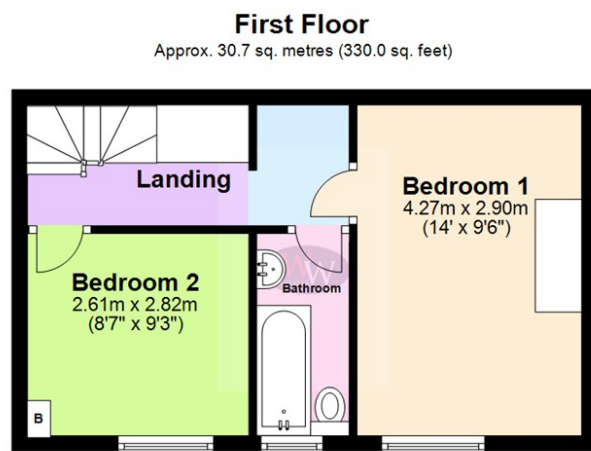 First Floor
Approx. 30.7 sq. metres (330.0 sq. feet)
Landing
Bedroom 1
4.27m x 2.90m
(14' x 9'6")
Bedroom 2
2.61m x 2.82m
(8'7" x 9'3")
W
Bathroom
B